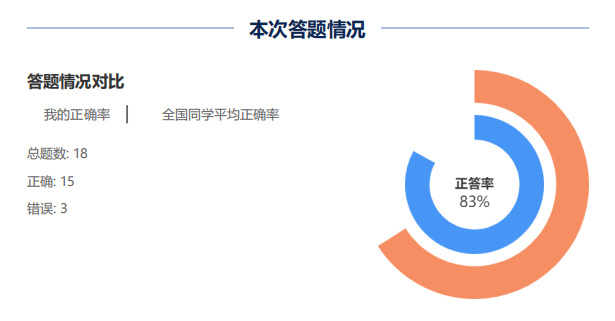 本次答题情况
答题情况对比
我的正确率 全国同学平均正确率
总题数: 18
正确: 15
错误: 3
正答率
83%